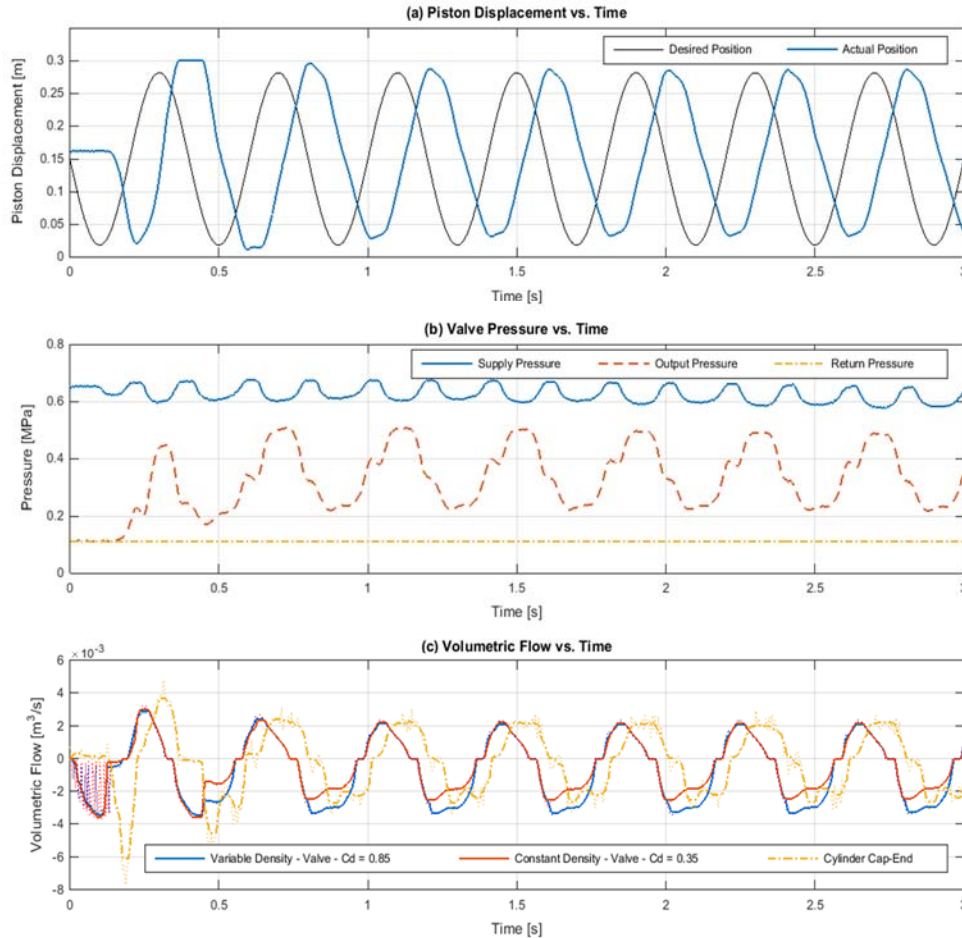 (a) Piston Displacement vs. Time
Desired Position Actual Position
Piston Displacement [m]
0.3
0.25
0.2
0.15
0.1
0.05
0
0 0.5 1 1.5 2 2.5 3
Time [s]
(b) Valve Pressure vs. Time
Supply Pressure Output Pressure Return Pressure
Pressure [MPa]
0.8
0.6
0.4
0.2
0
0 0.5 1 1.5 2 2.5 3
Time [s]
(c) Volumetric Flow vs. Time
× 10⁻³
Volumetric Flow [m³/s]
6
4
2
0
-2
-4
-6
-8
Variable Density - Valve - Cd = 0.85 Constant Density - Valve - Cd = 0.35 Cylinder Cap-End
0 0.5 1 1.5 2 2.5 3
Time [s]